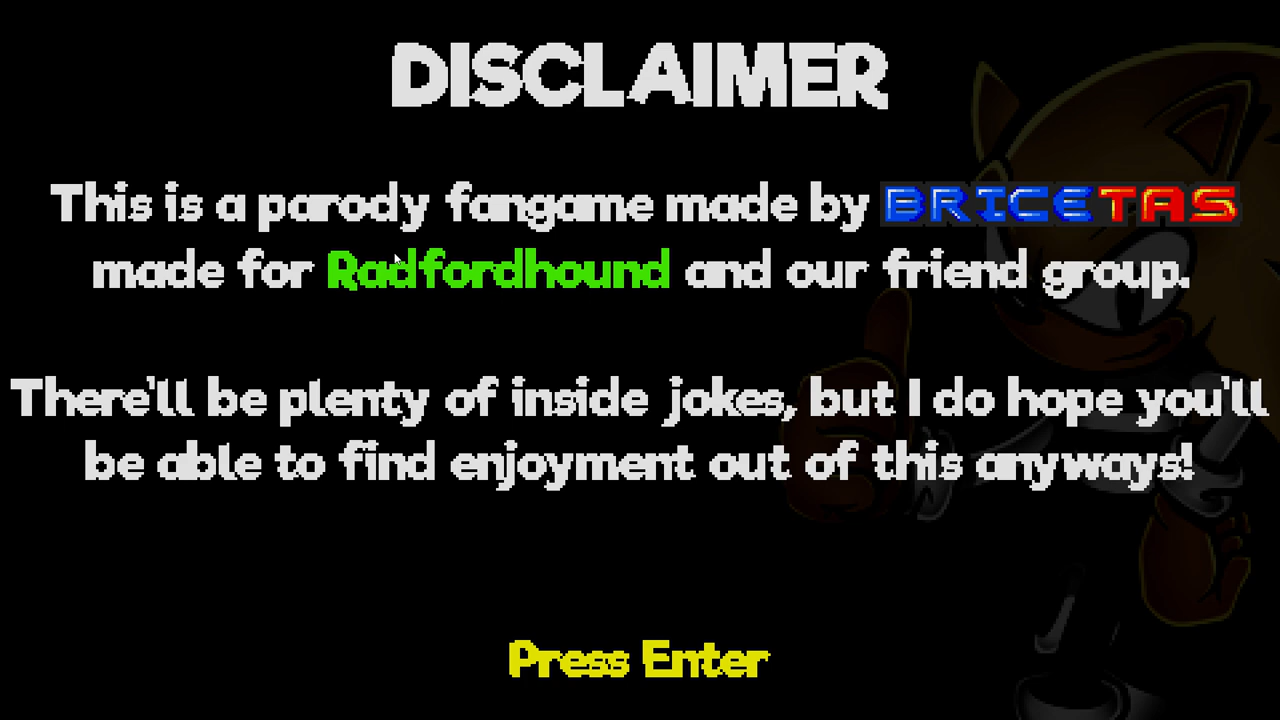 DISCLAIMER
This is a parody fangame made by BRICETAS
made for Radfordhound and our friend group.
There'll be plenty of inside jokes, but I do hope you'll
be able to find enjoyment out of this anyways!
Press Enter